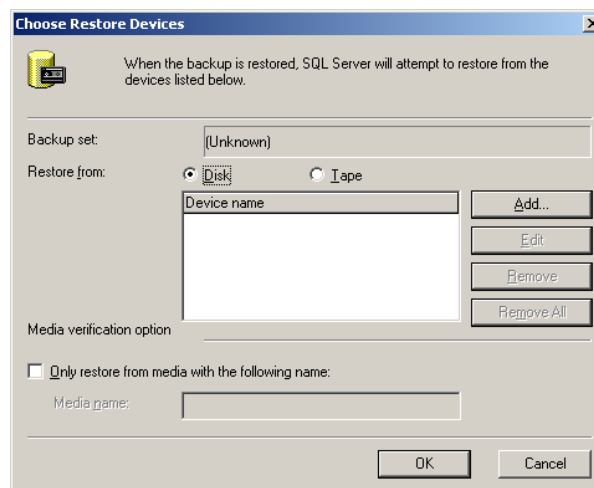 Choose Restore Devices
When the backup is restored, SQL Server will attempt to restore from the
devices listed below.
Backup set:
(Unknown)
Restore from:
Disk
Tape
Device name
Add...
Edit
Remove
Remove All
Media verification option
Only restore from media with the following name:
Media name:
OK
Cancel